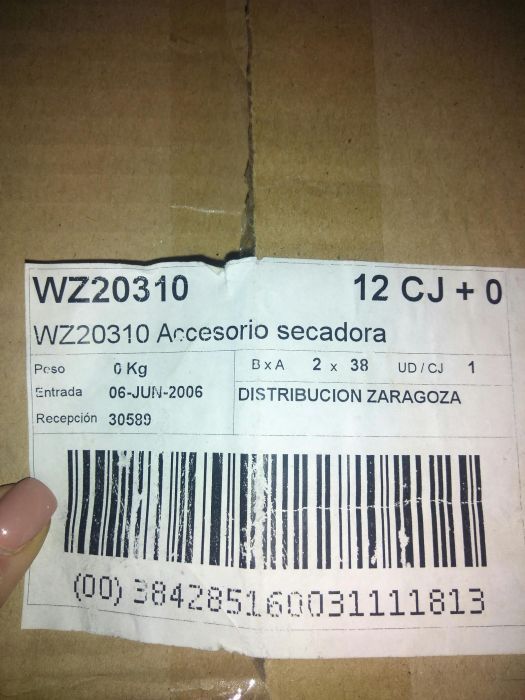 WZ20310 12 CJ + 0
WZ20310 Accesorio secadora
Peso 0 Kg B x A 2 x 38 UD / CJ 1
Entrada 06-JUN-2006 DISTRIBUCION ZARAGOZA
Recepción 30589
(00) 384285160031111813